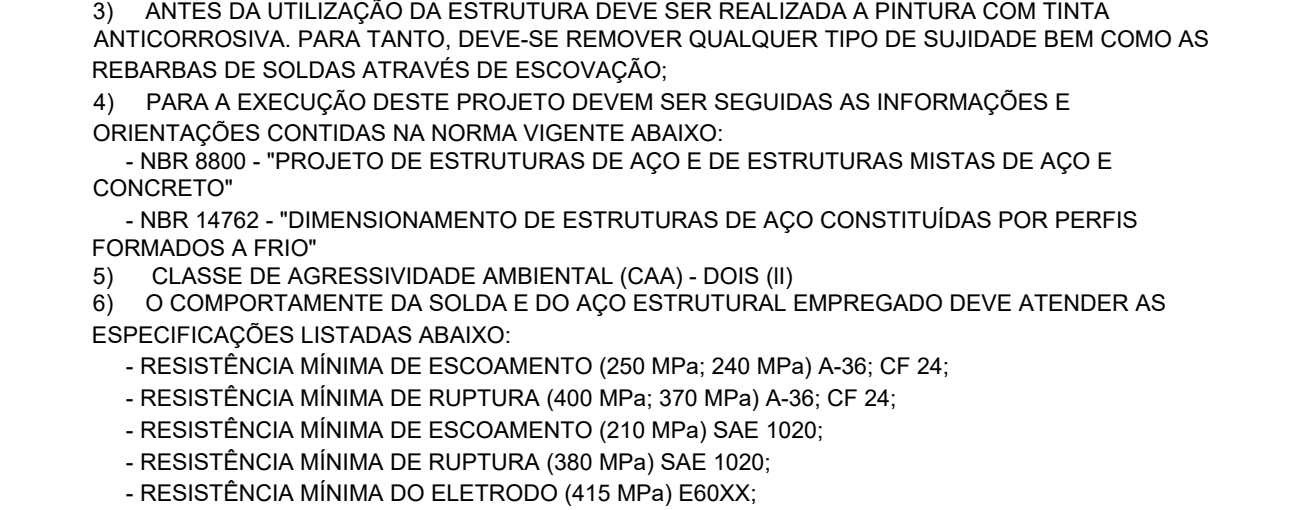 3) ANTES DA UTILIZAÇÃO DA ESTRUTURA DEVE SER REALIZADA A PINTURA COM TINTA
ANTICORROSIVA. PARA TANTO, DEVE-SE REMOVER QUALQUER TIPO DE SUJIDADE BEM COMO AS
REBARBAS DE SOLDAS ATRAVÉS DE ESCOVAÇÃO;
4) PARA A EXECUÇÃO DESTE PROJETO DEVEM SER SEGUIDAS AS INFORMAÇÕES E
ORIENTAÇÕES CONTIDAS NA NORMA VIGENTE ABAIXO:
- NBR 8800 - "PROJETO DE ESTRUTURAS DE AÇO E DE ESTRUTURAS MISTAS DE AÇO E
CONCRETO"
- NBR 14762 - "DIMENSIONAMENTO DE ESTRUTURAS DE AÇO CONSTITUÍDAS POR PERFIS
FORMADOS A FRIO"
5) CLASSE DE AGRESSIVIDADE AMBIENTAL (CAA) - DOIS (II)
6) O COMPORTAMENTE DA SOLDA E DO AÇO ESTRUTURAL EMPREGADO DEVE ATENDER AS
ESPECIFICAÇÕES LISTADAS ABAIXO:
- RESISTÊNCIA MÍNIMA DE ESCOAMENTO (250 MPa; 240 MPa) A-36; CF 24;
- RESISTÊNCIA MÍNIMA DE RUPTURA (400 MPa; 370 MPa) A-36; CF 24;
- RESISTÊNCIA MÍNIMA DE ESCOAMENTO (210 MPa) SAE 1020;
- RESISTÊNCIA MÍNIMA DE RUPTURA (380 MPa) SAE 1020;
- RESISTÊNCIA MÍNIMA DO ELETRODO (415 MPa) E60XX;